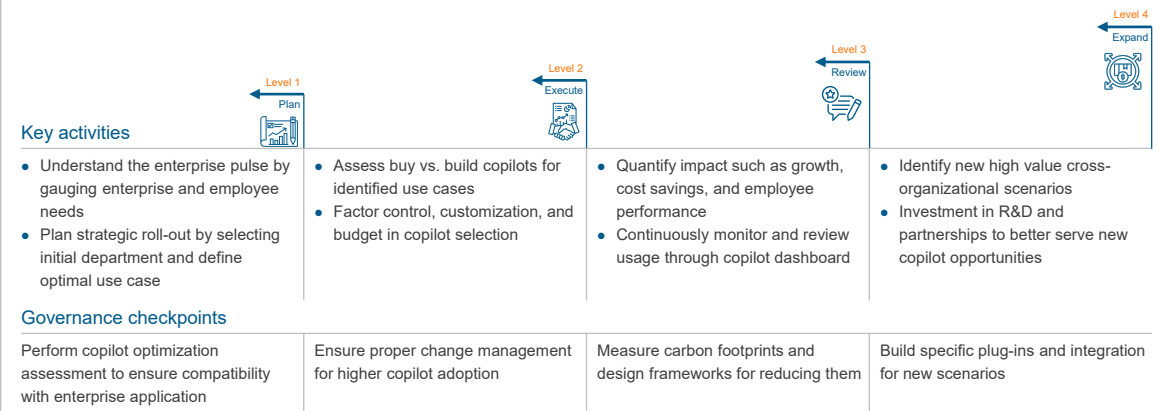 Level 1
Plan
Level 2
Execute
Level 3
Review
Level 4
Expand
Key activities
● Understand the enterprise pulse by
gauging enterprise and employee
needs
● Plan strategic roll-out by selecting
initial department and define
optimal use case
● Assess buy vs. build copilots for
identified use cases
● Factor control, customization, and
budget in copilot selection
● Quantify impact such as growth,
cost savings, and employee
performance
● Continuously monitor and review
usage through copilot dashboard
● Identify new high value cross-
organizational scenarios
● Investment in R&D and
partnerships to better serve new
copilot opportunities
Governance checkpoints
Perform copilot optimization
assessment to ensure compatibility
with enterprise application
Ensure proper change management
for higher copilot adoption
Measure carbon footprints and
design frameworks for reducing them
Build specific plug-ins and integration
for new scenarios